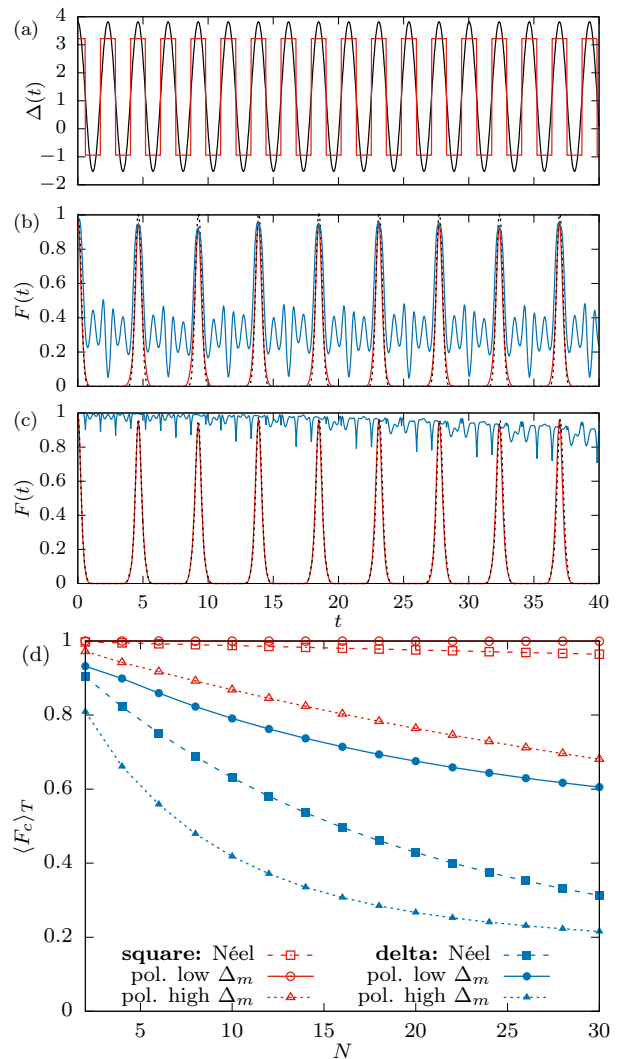 (a)
Δ(t)
4
3
2
1
0
−1
−2
(b)
F(t)
1
0.8
0.6
0.4
0.2
0
(c)
F(t)
1
0.8
0.6
0.4
0.2
0
0 5 10 15 20 25 30 35 40
t
(d)
⟨F_c⟩_T
1
0.8
0.6
0.4
0.2
0
square: Néel delta: Néel
pol. low Δ_m pol. low Δ_m
pol. high Δ_m pol. high Δ_m
5 10 15 20 25 30
N